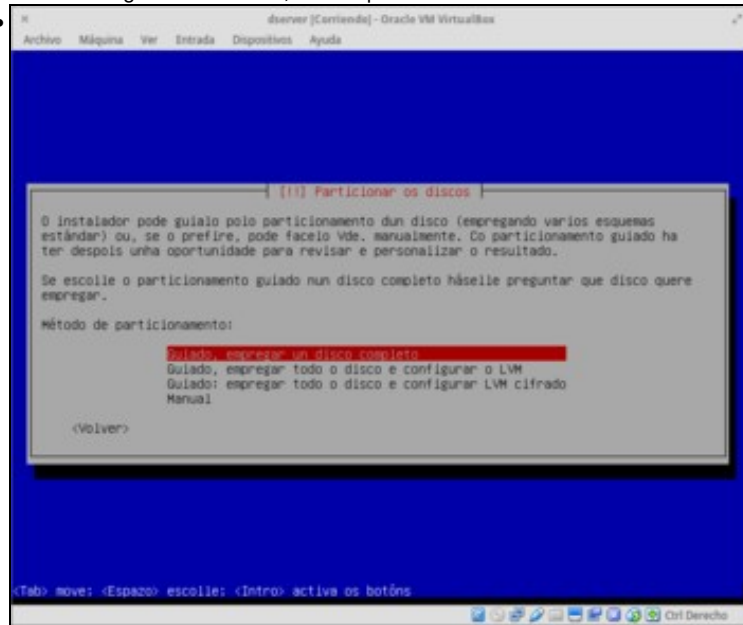 dserver [Corriendo] - Oracle VM VirtualBox
Archivo Máquina Ver Entrada Dispositivos Ayuda
[!!] Particionar os discos
O instalador pode guialo polo particionamento dun disco (empregando varios esquemas
estándar) ou, se o prefire, pode facelo Vde. manualmente. Co particionamento guiado ha
ter despois unha oportunidade para revisar e personalizar o resultado.
Se escolle o particionamento guiado nun disco completo háselle preguntar que disco quere
empregar.
Método de particionamento:
Guiado, empregar un disco completo
Guiado, empregar todo o disco e configurar o LVM
Guiado: empregar todo o disco e configurar LVM cifrado
Manual
<Volver>
<Tab> move; <Espazo> escolle; <Intro> activa os botóns
Ctrl Derecho